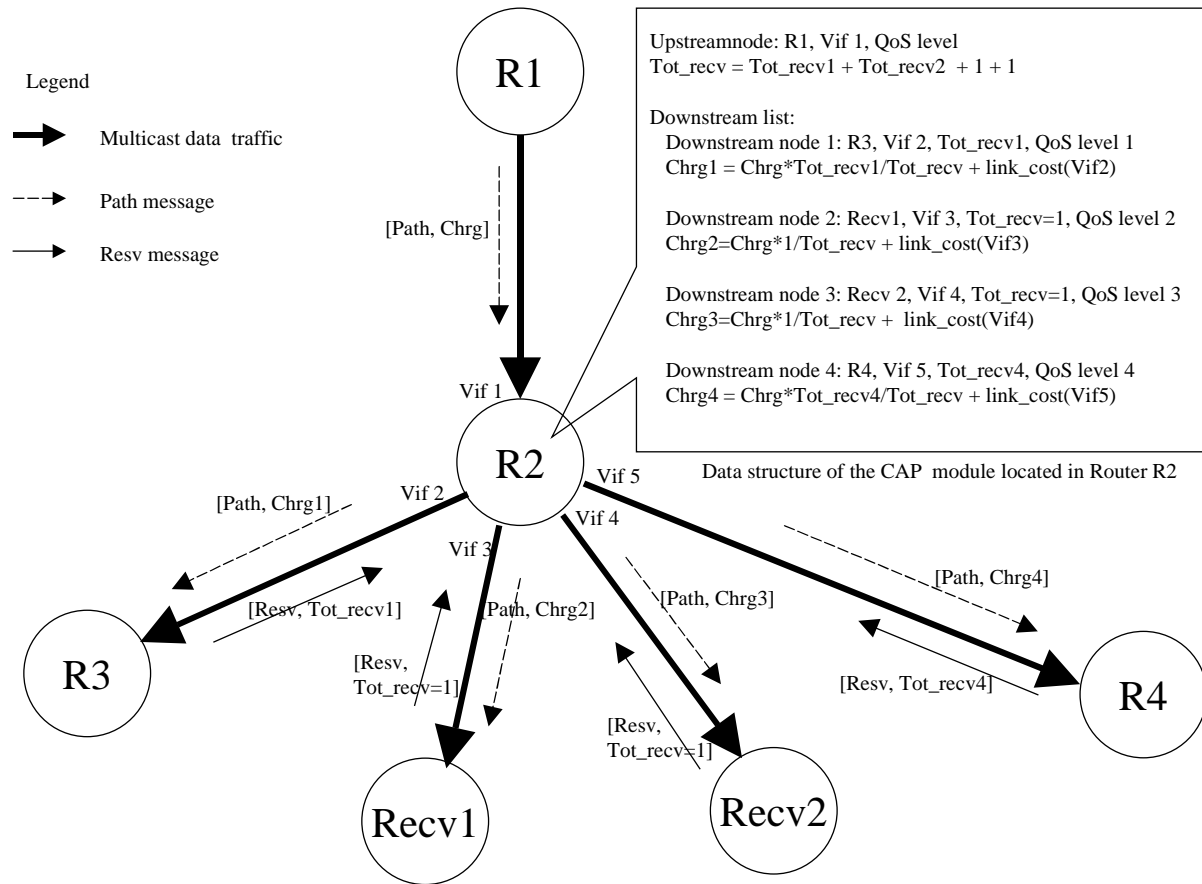 Legend
Multicast data traffic
Path message
Resv message
R1
[Path, Chrg]
Vif 1
R2
Vif 2
Vif 3
Vif 4
Vif 5
Upstreamnode: R1, Vif 1, QoS level
Tot_recv = Tot_recv1 + Tot_recv2 + 1 + 1
Downstream list:
Downstream node 1: R3, Vif 2, Tot_recv1, QoS level 1
Chrg1 = Chrg*Tot_recv1/Tot_recv + link_cost(Vif2)
Downstream node 2: Recv1, Vif 3, Tot_recv=1, QoS level 2
Chrg2=Chrg*1/Tot_recv + link_cost(Vif3)
Downstream node 3: Recv 2, Vif 4, Tot_recv=1, QoS level 3
Chrg3=Chrg*1/Tot_recv + link_cost(Vif4)
Downstream node 4: R4, Vif 5, Tot_recv4, QoS level 4
Chrg4 = Chrg*Tot_recv4/Tot_recv + link_cost(Vif5)
Data structure of the CAP module located in Router R2
[Path, Chrg1]
[Resv, Tot_recv1]
[Resv,
Tot_recv=1]
[Path, Chrg2]
[Path, Chrg3]
[Resv,
Tot_recv=1]
[Path, Chrg4]
[Resv, Tot_recv4]
R3
Recv1
Recv2
R4